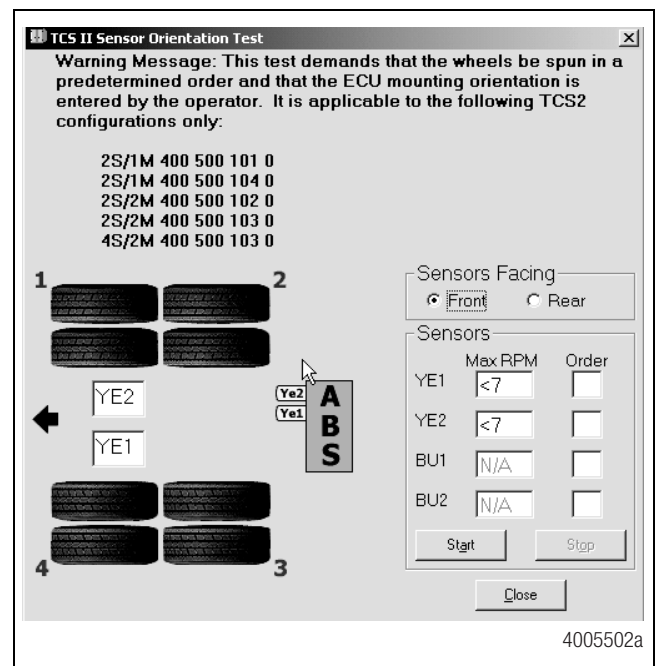 TCS II Sensor Orientation Test
Warning Message: This test demands that the wheels be spun in a
predetermined order and that the ECU mounting orientation is
entered by the operator. It is applicable to the following TCS2
configurations only:
2S/1M 400 500 101 0
2S/1M 400 500 104 0
2S/2M 400 500 102 0
2S/2M 400 500 103 0
4S/2M 400 500 103 0
1
2
YE2
YE1
Ye2
Ye1
A
B
S
4
3
Sensors Facing
Front Rear
Sensors
Max RPM Order
YE1 <7
YE2 <7
BU1 N/A
BU2 N/A
Start Stop
Close
4005502a